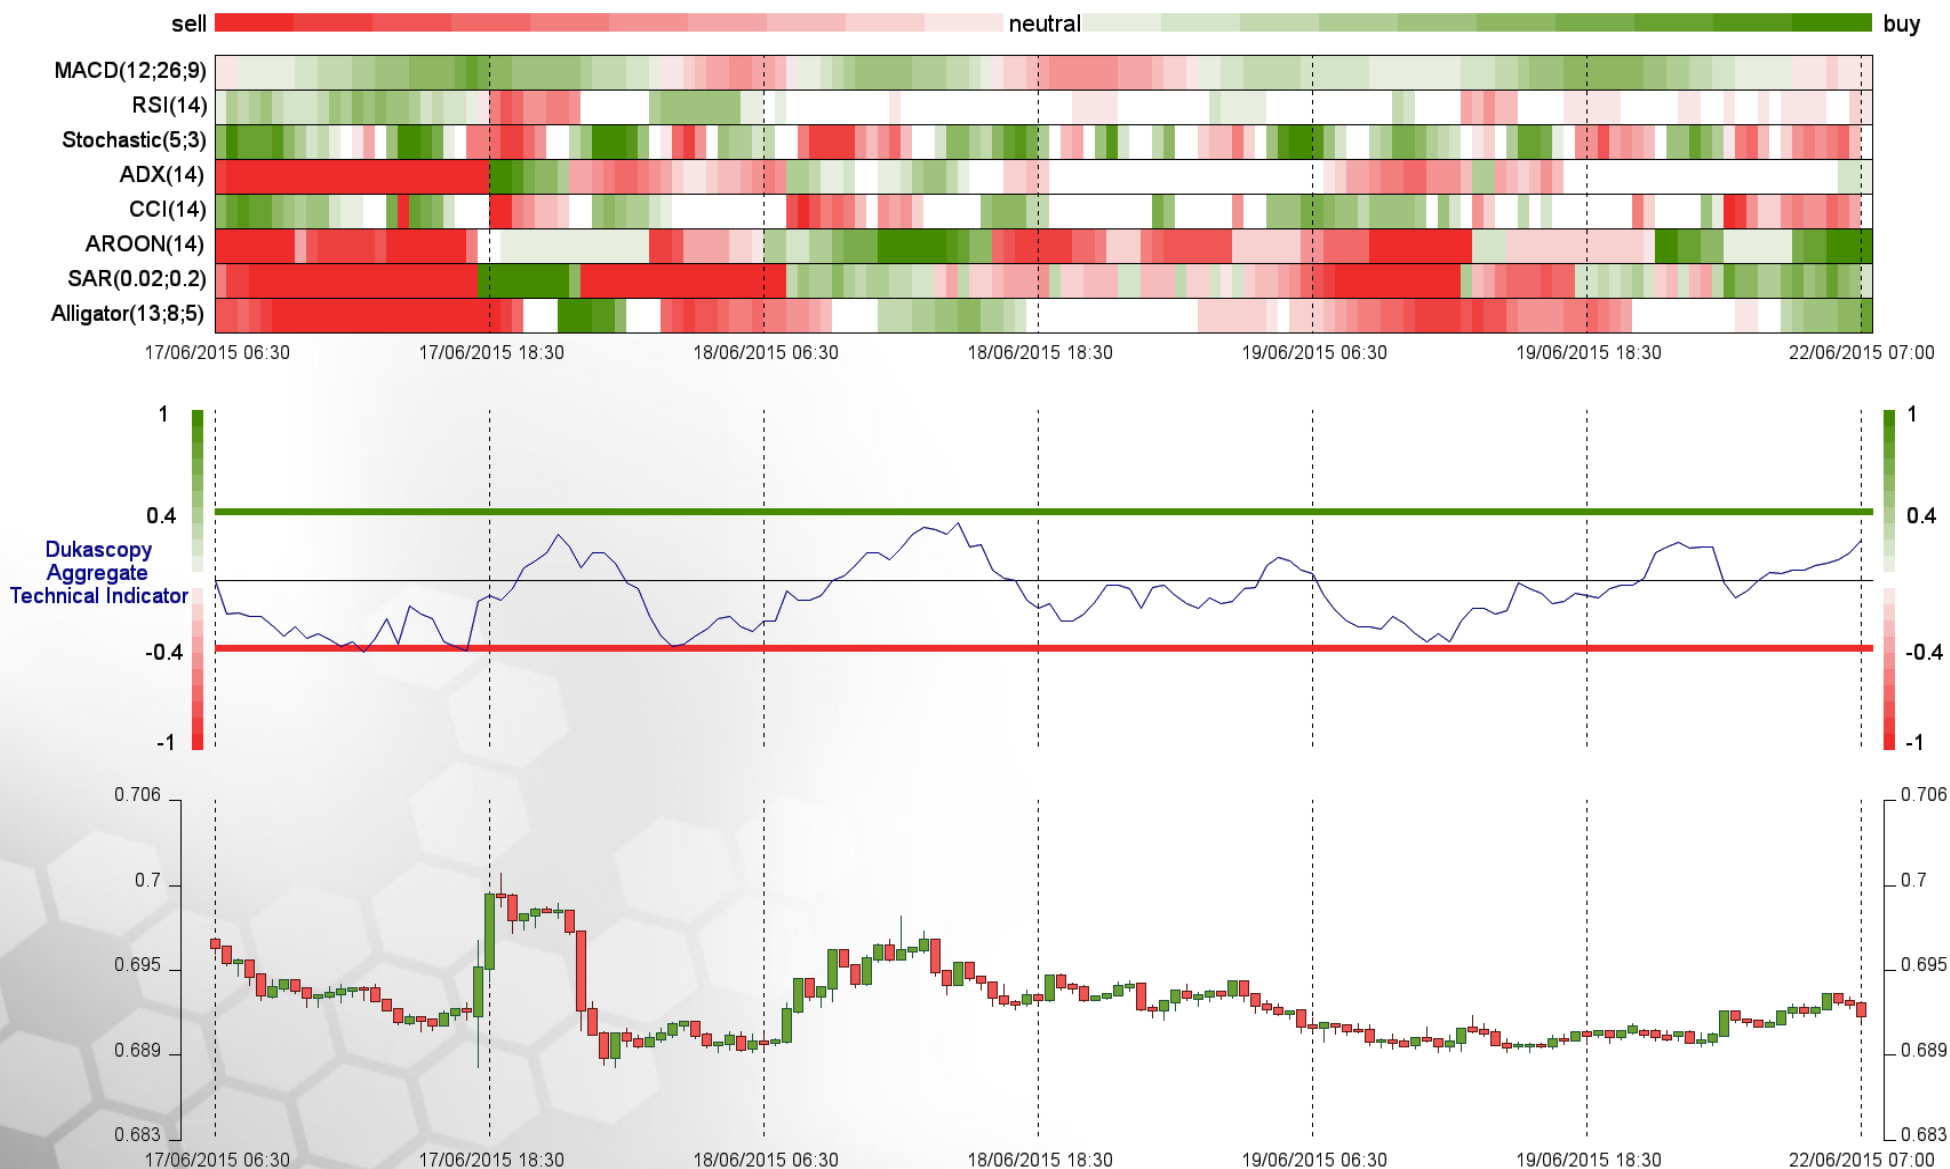 sell neutral buy
MACD(12;26;9)
RSI(14)
Stochastic(5;3)
ADX(14)
CCI(14)
AROON(14)
SAR(0.02;0.2)
Alligator(13;8;5)
17/06/2015 06:30 17/06/2015 18:30 18/06/2015 06:30 18/06/2015 18:30 19/06/2015 06:30 19/06/2015 18:30 22/06/2015 07:00
1 1
0.4 0.4
Dukascopy
Aggregate
Technical Indicator
-0.4 -0.4
-1 -1
0.706 0.706
0.7 0.7
0.695 0.695
0.689 0.689
0.683 0.683
17/06/2015 06:30 17/06/2015 18:30 18/06/2015 06:30 18/06/2015 18:30 19/06/2015 06:30 19/06/2015 18:30 22/06/2015 07:00